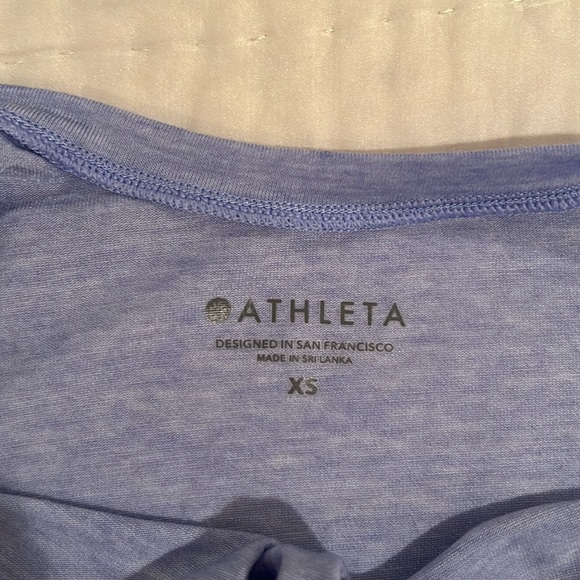 ATHLETA
DESIGNED IN SAN FRANCISCO
MADE IN SRI LANKA
XS